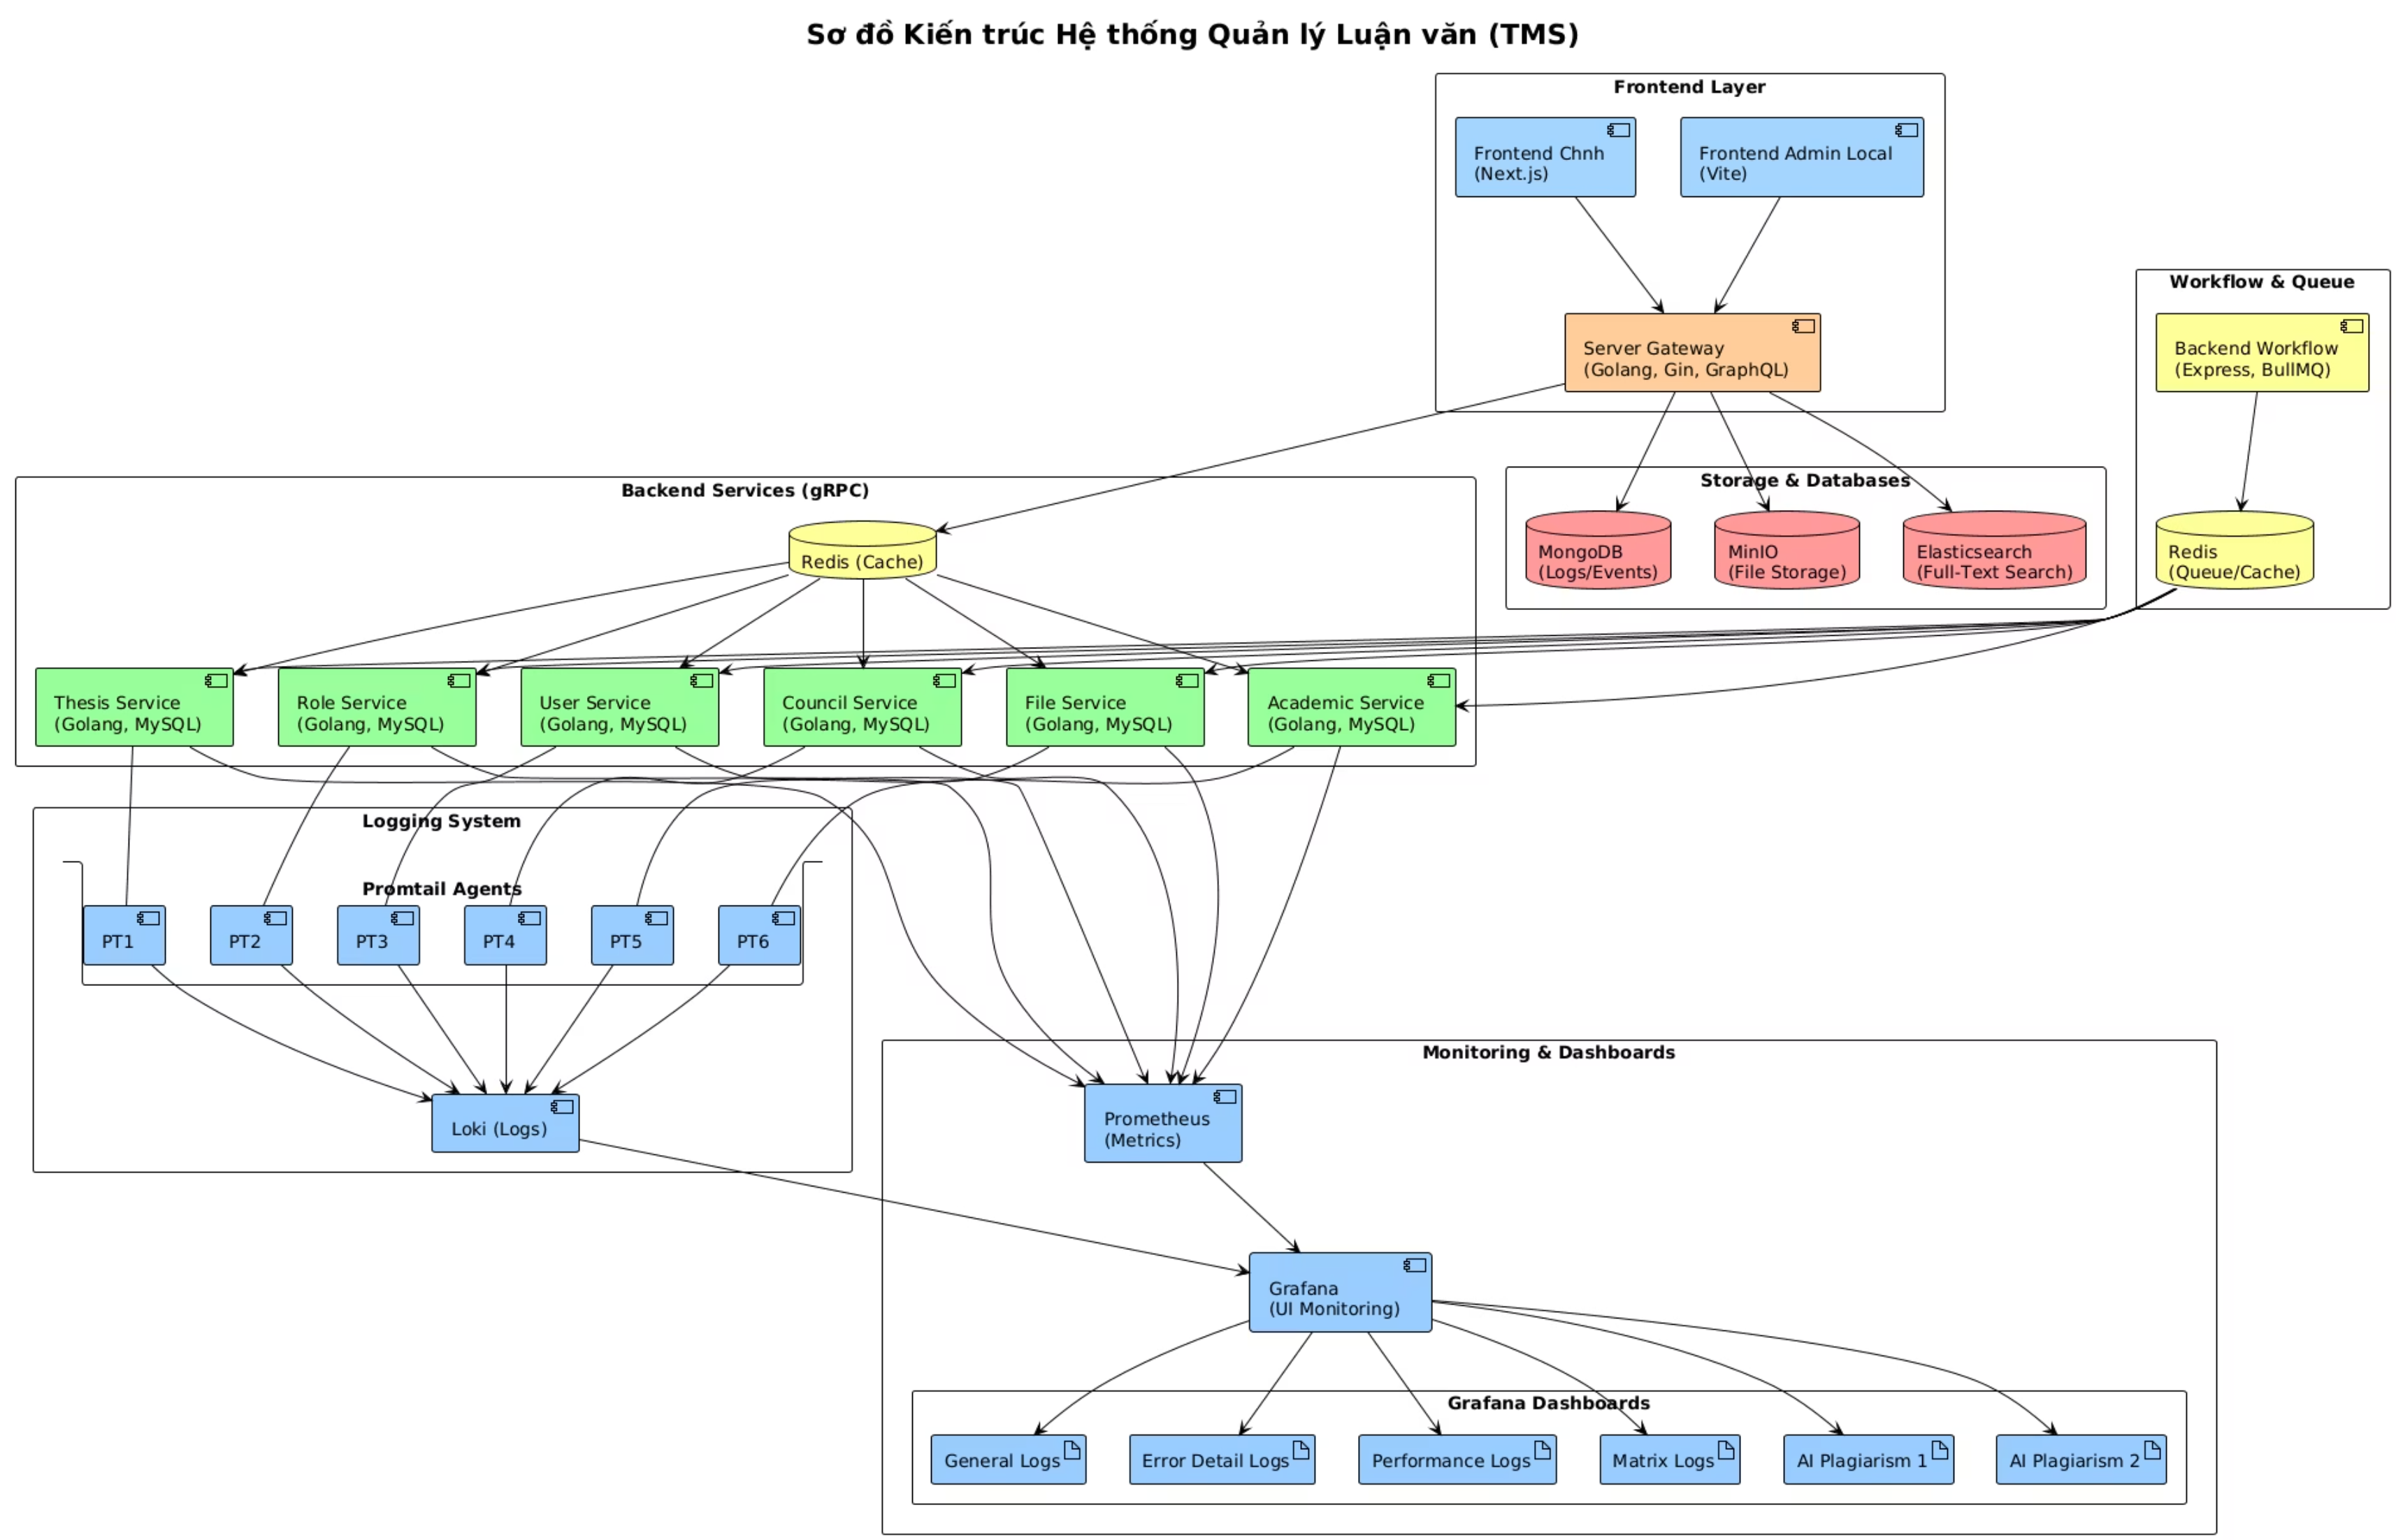 Sơ đồ Kiến trúc Hệ thống Quản lý Luận văn (TMS)
Frontend Layer
Frontend Chnh
(Next.js)
Frontend Admin Local
(Vite)
Server Gateway
(Golang, Gin, GraphQL)
Workflow & Queue
Backend Workflow
(Express, BullMQ)
Redis
(Queue/Cache)
Storage & Databases
MongoDB
(Logs/Events)
MinIO
(File Storage)
Elasticsearch
(Full-Text Search)
Backend Services (gRPC)
Redis (Cache)
Thesis Service
(Golang, MySQL)
Role Service
(Golang, MySQL)
User Service
(Golang, MySQL)
Council Service
(Golang, MySQL)
File Service
(Golang, MySQL)
Academic Service
(Golang, MySQL)
Logging System
Promtail Agents
PT1
PT2
PT3
PT4
PT5
PT6
Loki (Logs)
Monitoring & Dashboards
Prometheus
(Metrics)
Grafana
(UI Monitoring)
Grafana Dashboards
General Logs
Error Detail Logs
Performance Logs
Matrix Logs
AI Plagiarism 1
AI Plagiarism 2